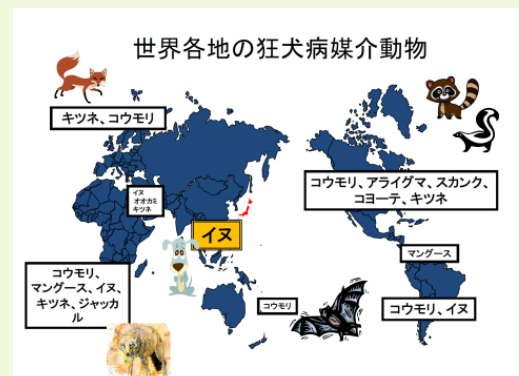 世界各地の狂犬病媒介動物
キツネ、コウモリ
イヌ
オオカミ
キツネ
イヌ
コウモリ、アライグマ、スカンク、
コヨーテ、キツネ
マングース
コウモリ、
マングース、イヌ、
キツネ、ジャッカ
ル
コウモリ
コウモリ、イヌ